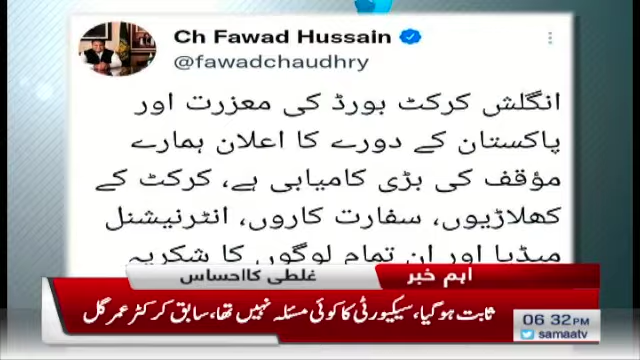 Ch Fawad Hussain
@fawadchaudhry
انگلش کرکٹ بورڈ کی معزرت اور
پاکستان کے دورے کا اعلان ہمارے
مؤقف کی بڑی کامیابی ہے، کرکٹ کے
کھلاڑیوں، سفارت کاروں، انٹرنیشنل
میڈیا اور ان تمام لوگوں کا شکریہ
اہم خبر
غلطی کا احساس
ثابت ہوگیا، سیکیورٹی کا کوئی مسئلہ نہیں تھا، سابق کرکٹر عمر گل
06:32PM
samaatv